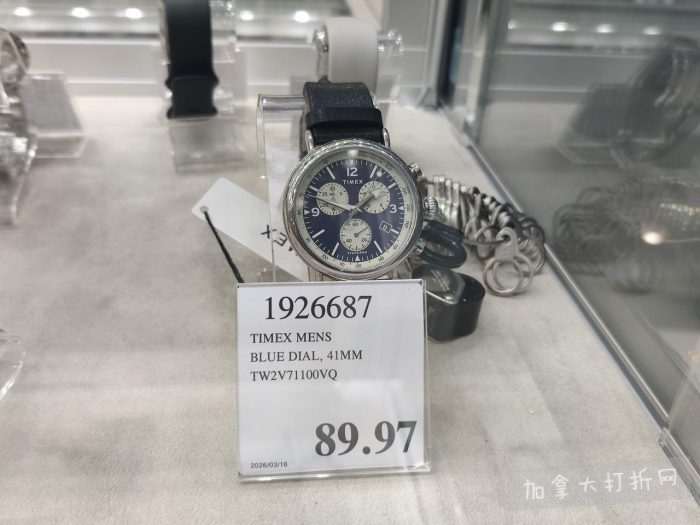 12
TIMEX
9
3
1926687
TIMEX MENS
BLUE DIAL, 41MM
TW2V71100VQ
89.97
2026/03/16
加拿大打折网